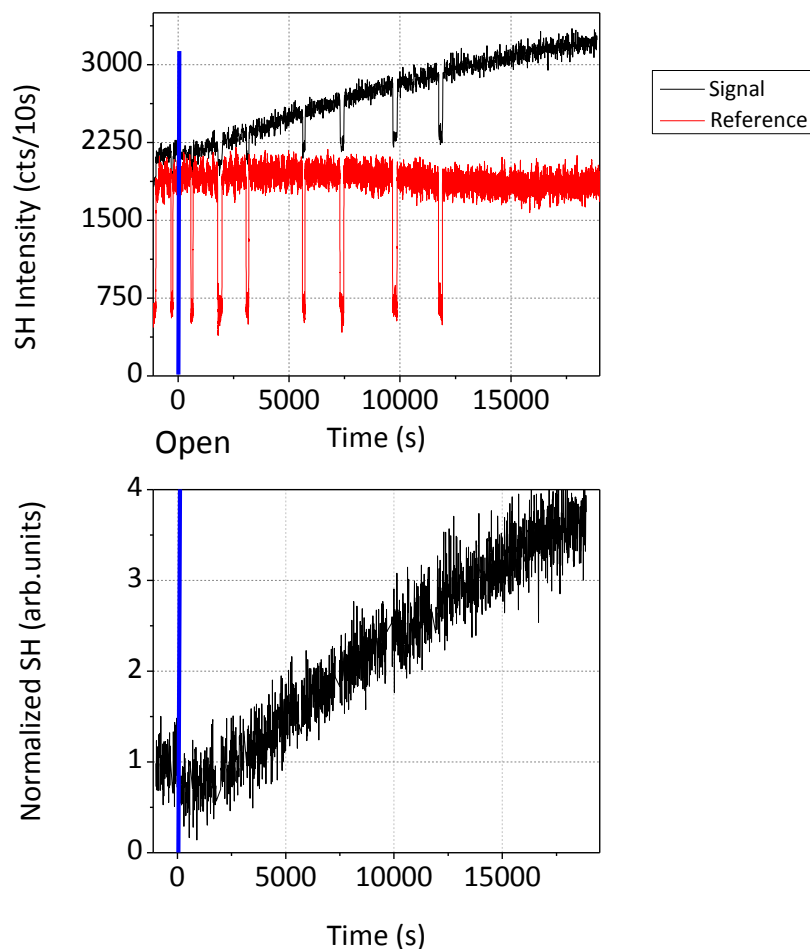 SH Intensity (cts/10s)
3000
2250
1500
750
0
0 5000 10000 15000
Open
Time (s)
Signal
Reference
Normalized SH (arb.units)
4
3
2
1
0
0 5000 10000 15000
Time (s)